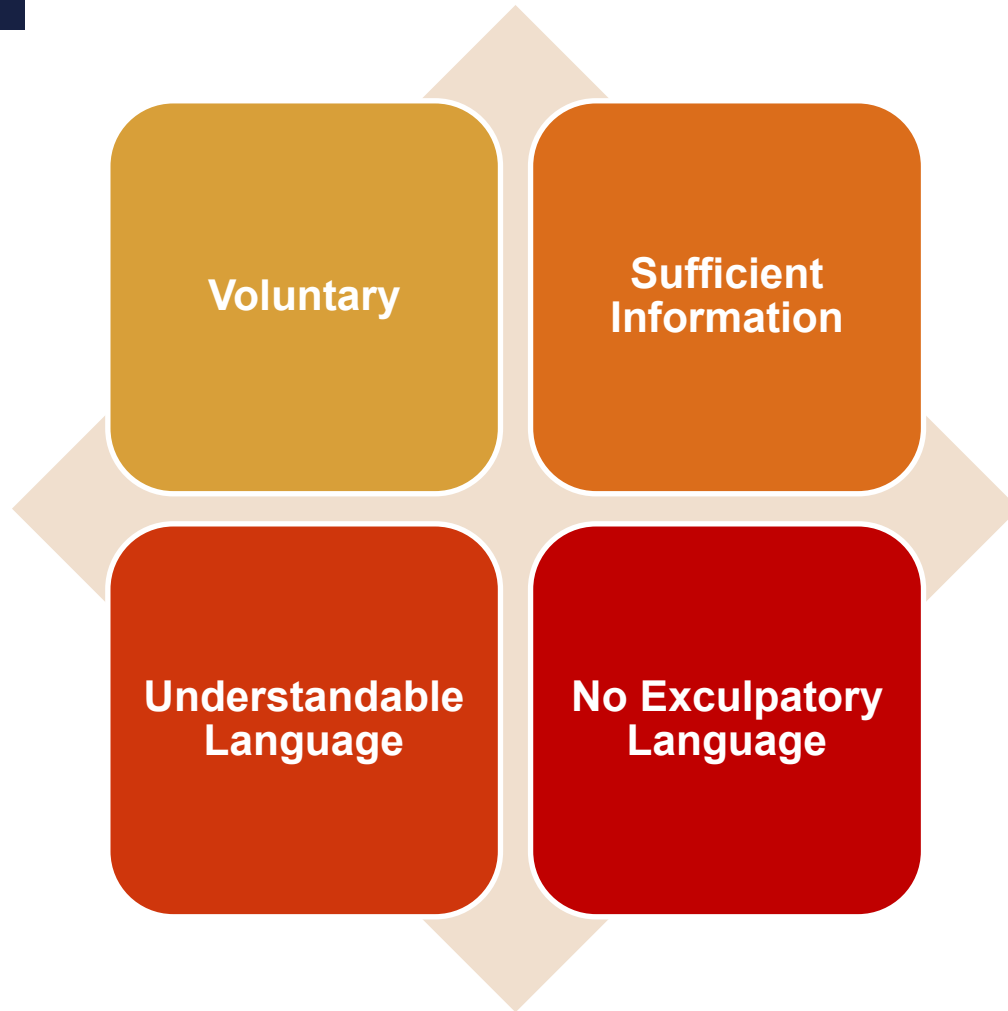 Voluntary
Sufficient
Information
Understandable
Language
No Exculpatory
Language